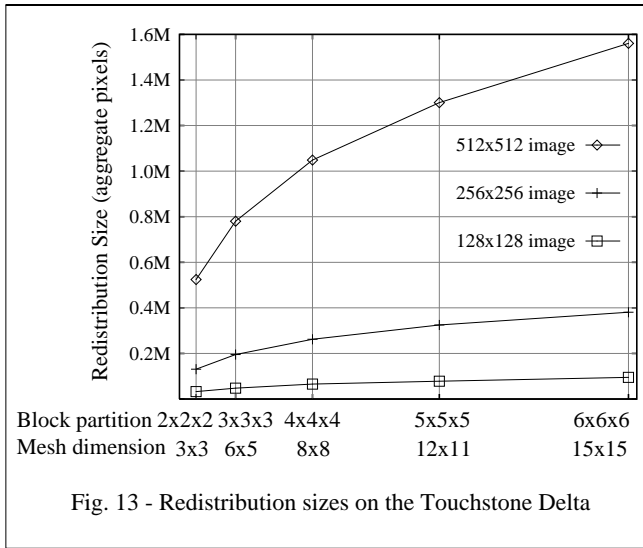 1.6M
1.4M
1.2M
1.0M
0.8M
0.6M
0.4M
0.2M
Redistribution Size (aggregate pixels)
512x512 image
256x256 image
128x128 image
Block partition 2x2x2 3x3x3 4x4x4 5x5x5 6x6x6
Mesh dimension 3x3 6x5 8x8 12x11 15x15
Fig. 13 - Redistribution sizes on the Touchstone Delta